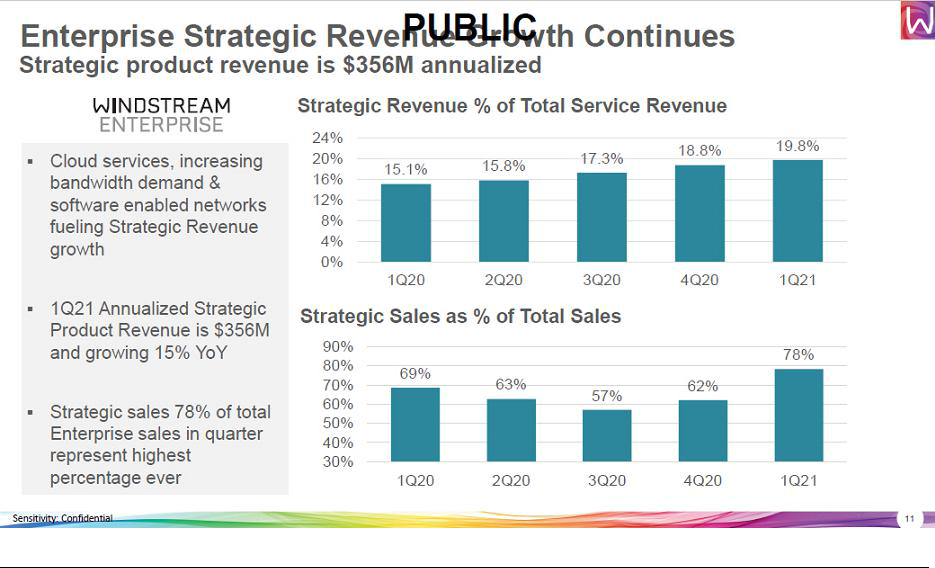 PUBLIC
Enterprise Strategic Revenue Growth Continues
Strategic product revenue is $356M annualized
W
WINDSTREAM
ENTERPRISE
▪ Cloud services, increasing
bandwidth demand &
software enabled networks
fueling Strategic Revenue
growth
▪ 1Q21 Annualized Strategic
Product Revenue is $356M
and growing 15% YoY
▪ Strategic sales 78% of total
Enterprise sales in quarter
represent highest
percentage ever
Strategic Revenue % of Total Service Revenue
24%
20%
16%
12%
8%
4%
0%
15.1% 15.8% 17.3% 18.8% 19.8%
1Q20 2Q20 3Q20 4Q20 1Q21
Strategic Sales as % of Total Sales
90%
80%
70%
60%
50%
40%
30%
69% 63% 57% 62% 78%
1Q20 2Q20 3Q20 4Q20 1Q21
Sensitivity: Confidential
11